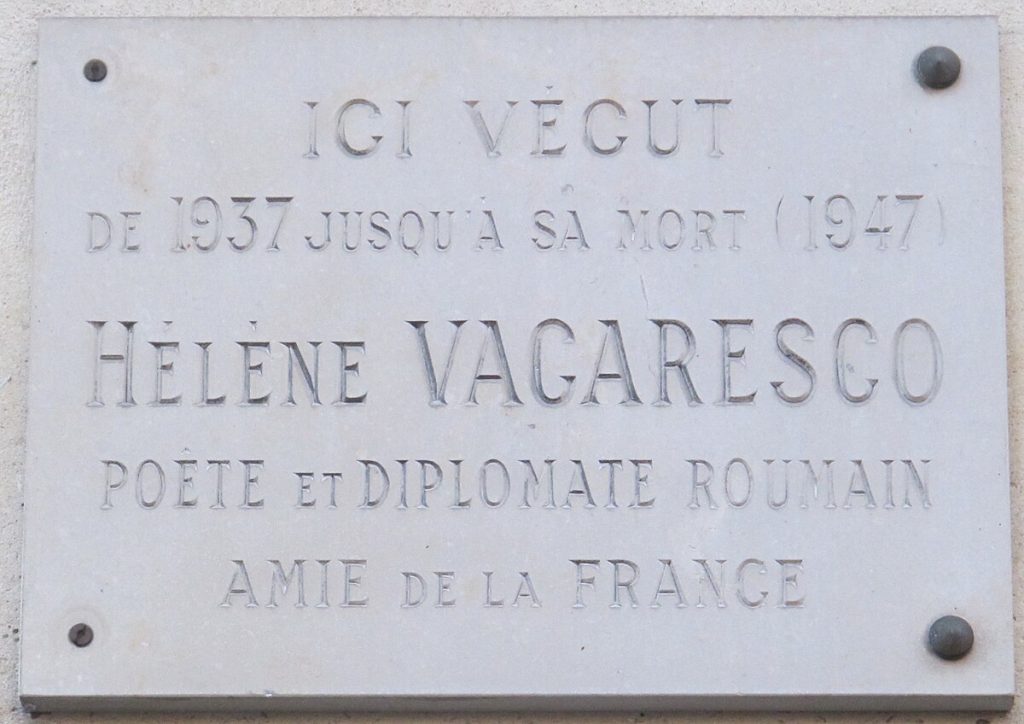 ICI VÉCUT
DE 1937 JUSQU'À SA MORT (1947)
HÉLÈNE VACARESCO
POÈTE ET DIPLOMATE ROUMAIN
AMIE DE LA FRANCE